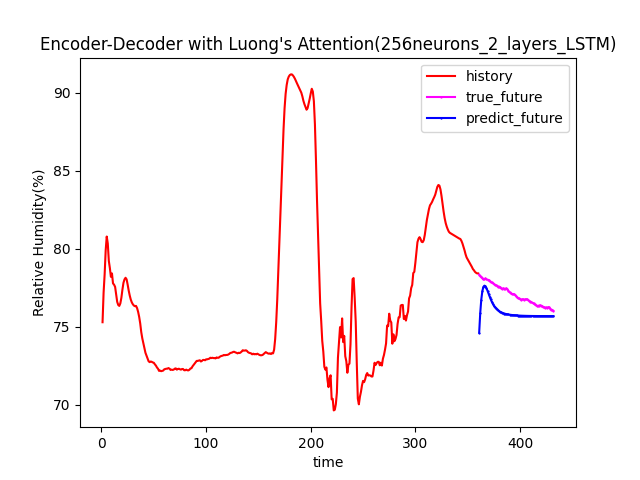 Encoder-Decoder with Luong's Attention(256neurons_2_layers_LSTM)
history
true_future
predict_future
Relative Humidity(%)
90
85
80
75
70
0 100 200 300 400
time